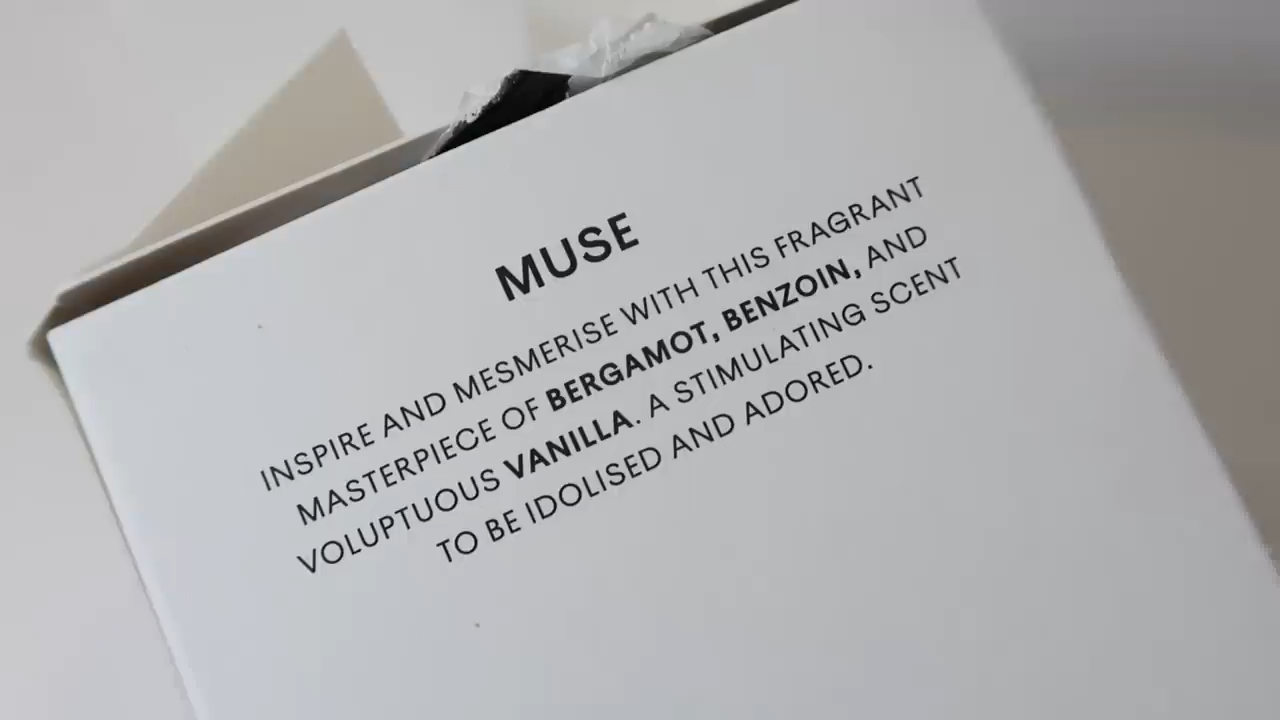 MUSE
INSPIRE AND MESMERISE WITH THIS FRAGRANT
MASTERPIECE OF BERGAMOT, BENZOIN, AND
VOLUPTUOUS VANILLA. A STIMULATING SCENT
TO BE IDOLISED AND ADORED.